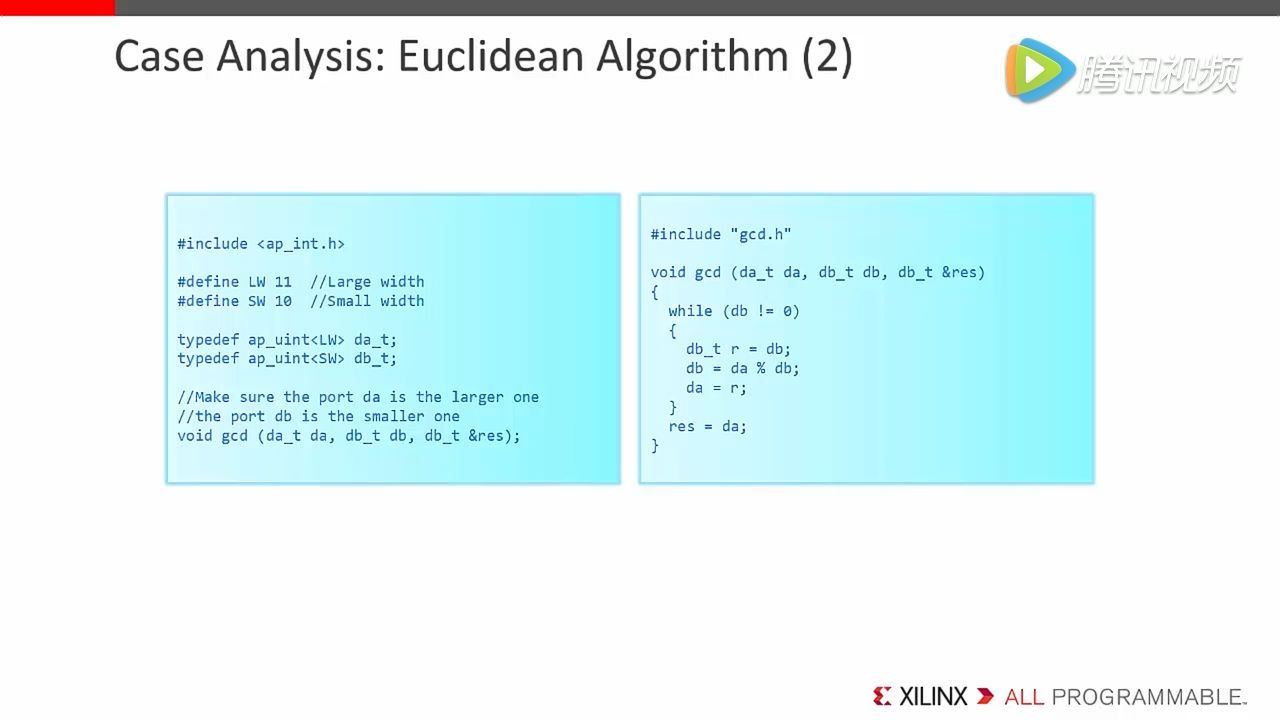 Case Analysis: Euclidean Algorithm (2)
腾讯视频
#include <ap_int.h>
#define LW 11  //Large width
#define SW 10  //Small width
typedef ap_uint<LW> da_t;
typedef ap_uint<SW> db_t;
//Make sure the port da is the larger one
//the port db is the smaller one
void gcd (da_t da, db_t db, db_t &res);
#include "gcd.h"
void gcd (da_t da, db_t db, db_t &res)
{
  while (db != 0)
  {
    db_t r = db;
    db = da % db;
    da = r;
  }
  res = da;
}
XILINX ALL PROGRAMMABLE™